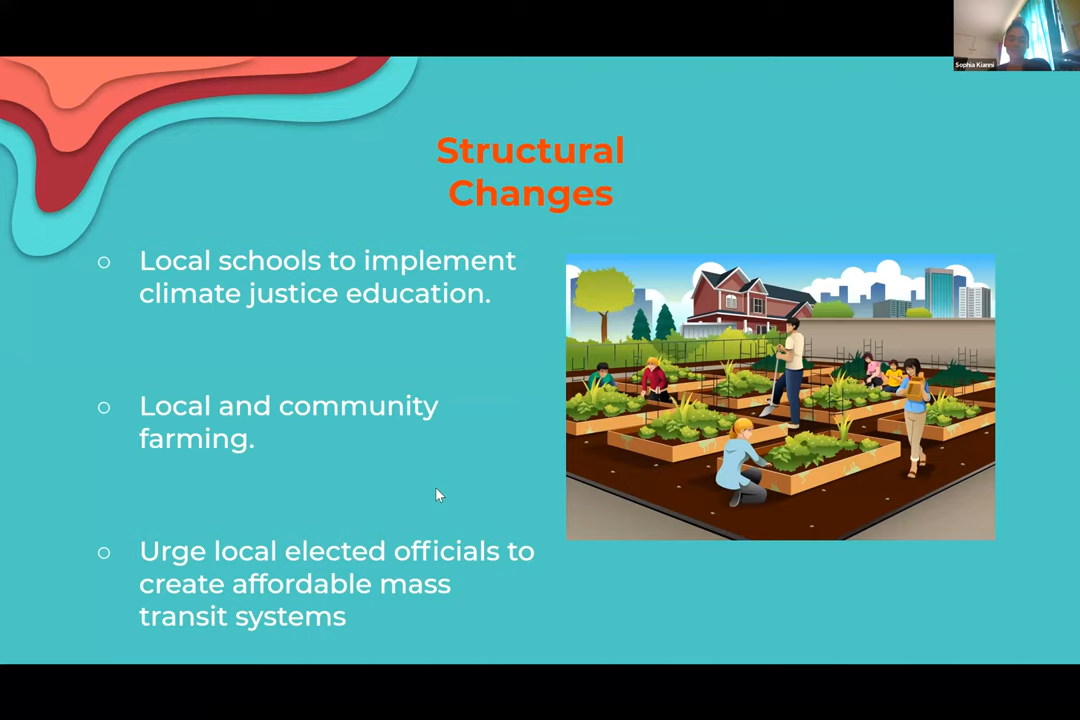 Sophia Kianni
Structural
Changes
○ Local schools to implement
climate justice education.
○ Local and community
farming.
○ Urge local elected officials to
create affordable mass
transit systems